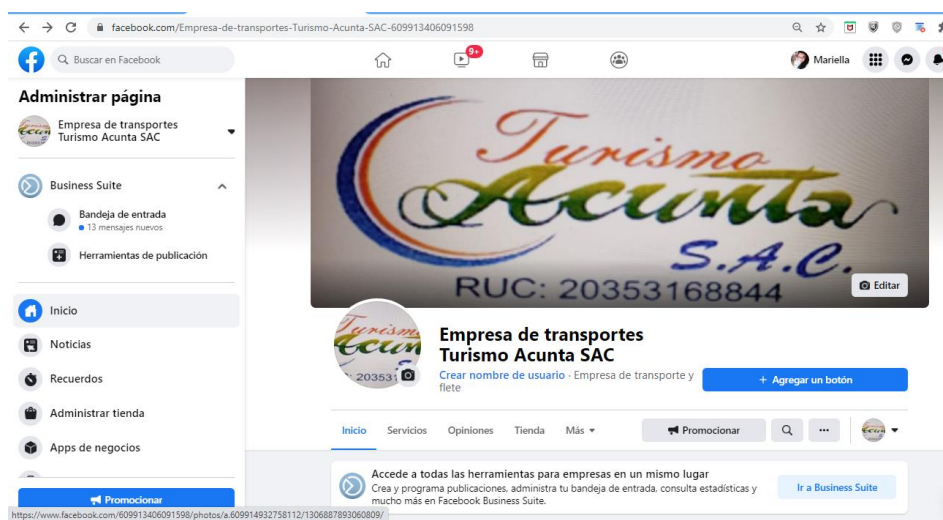 facebook.com/Empresa-de-transportes-Turismo-Acunta-SAC-609913406091598
Buscar en Facebook
9+
Mariella
Administrar página
Empresa de transportes
Turismo Acunta SAC
Business Suite
Bandeja de entrada
13 mensajes nuevos
Herramientas de publicación
Inicio
Noticias
Recuerdos
Administrar tienda
Apps de negocios
Promocionar
Turismo
Acunta
S.A.C.
RUC: 20353168844
Editar
Empresa de transportes
Turismo Acunta SAC
Crear nombre de usuario · Empresa de transporte y
flete
+ Agregar un botón
Inicio Servicios Opiniones Tienda Más
Promocionar
Accede a todas las herramientas para empresas en un mismo lugar
Crea y programa publicaciones, administra tu bandeja de entrada, consulta estadísticas y
mucho más en Facebook Business Suite.
Ir a Business Suite
https://www.facebook.com/609913406091598/photos/a.609914932758112/1306887893060809/